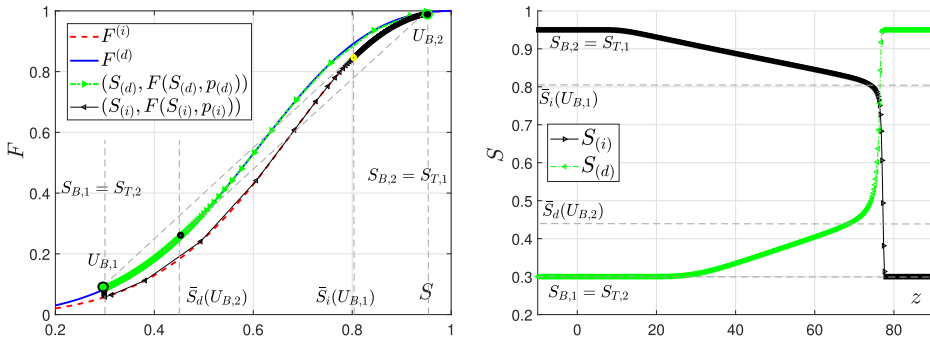 1
0.8
0.6
0.4
0.2
0
F
F^{(i)}
F^{(d)}
(S_{(d)}, F(S_{(d)}, p_{(d)}))
(S_{(i)}, F(S_{(i)}, p_{(i)}))
U_{B,2}
S_{B,1} = S_{T,2}
S_{B,2} = S_{T,1}
U_{B,1}
S̄_d(U_{B,2})
S̄_i(U_{B,1})
S
0.2 0.4 0.6 0.8 1
1
0.9
0.8
0.7
0.6
0.5
0.4
0.3
0.2
S
S_{B,2} = S_{T,1}
S̄_i(U_{B,1})
S_{(i)}
S_{(d)}
S̄_d(U_{B,2})
S_{B,1} = S_{T,2}
z
0 20 40 60 80